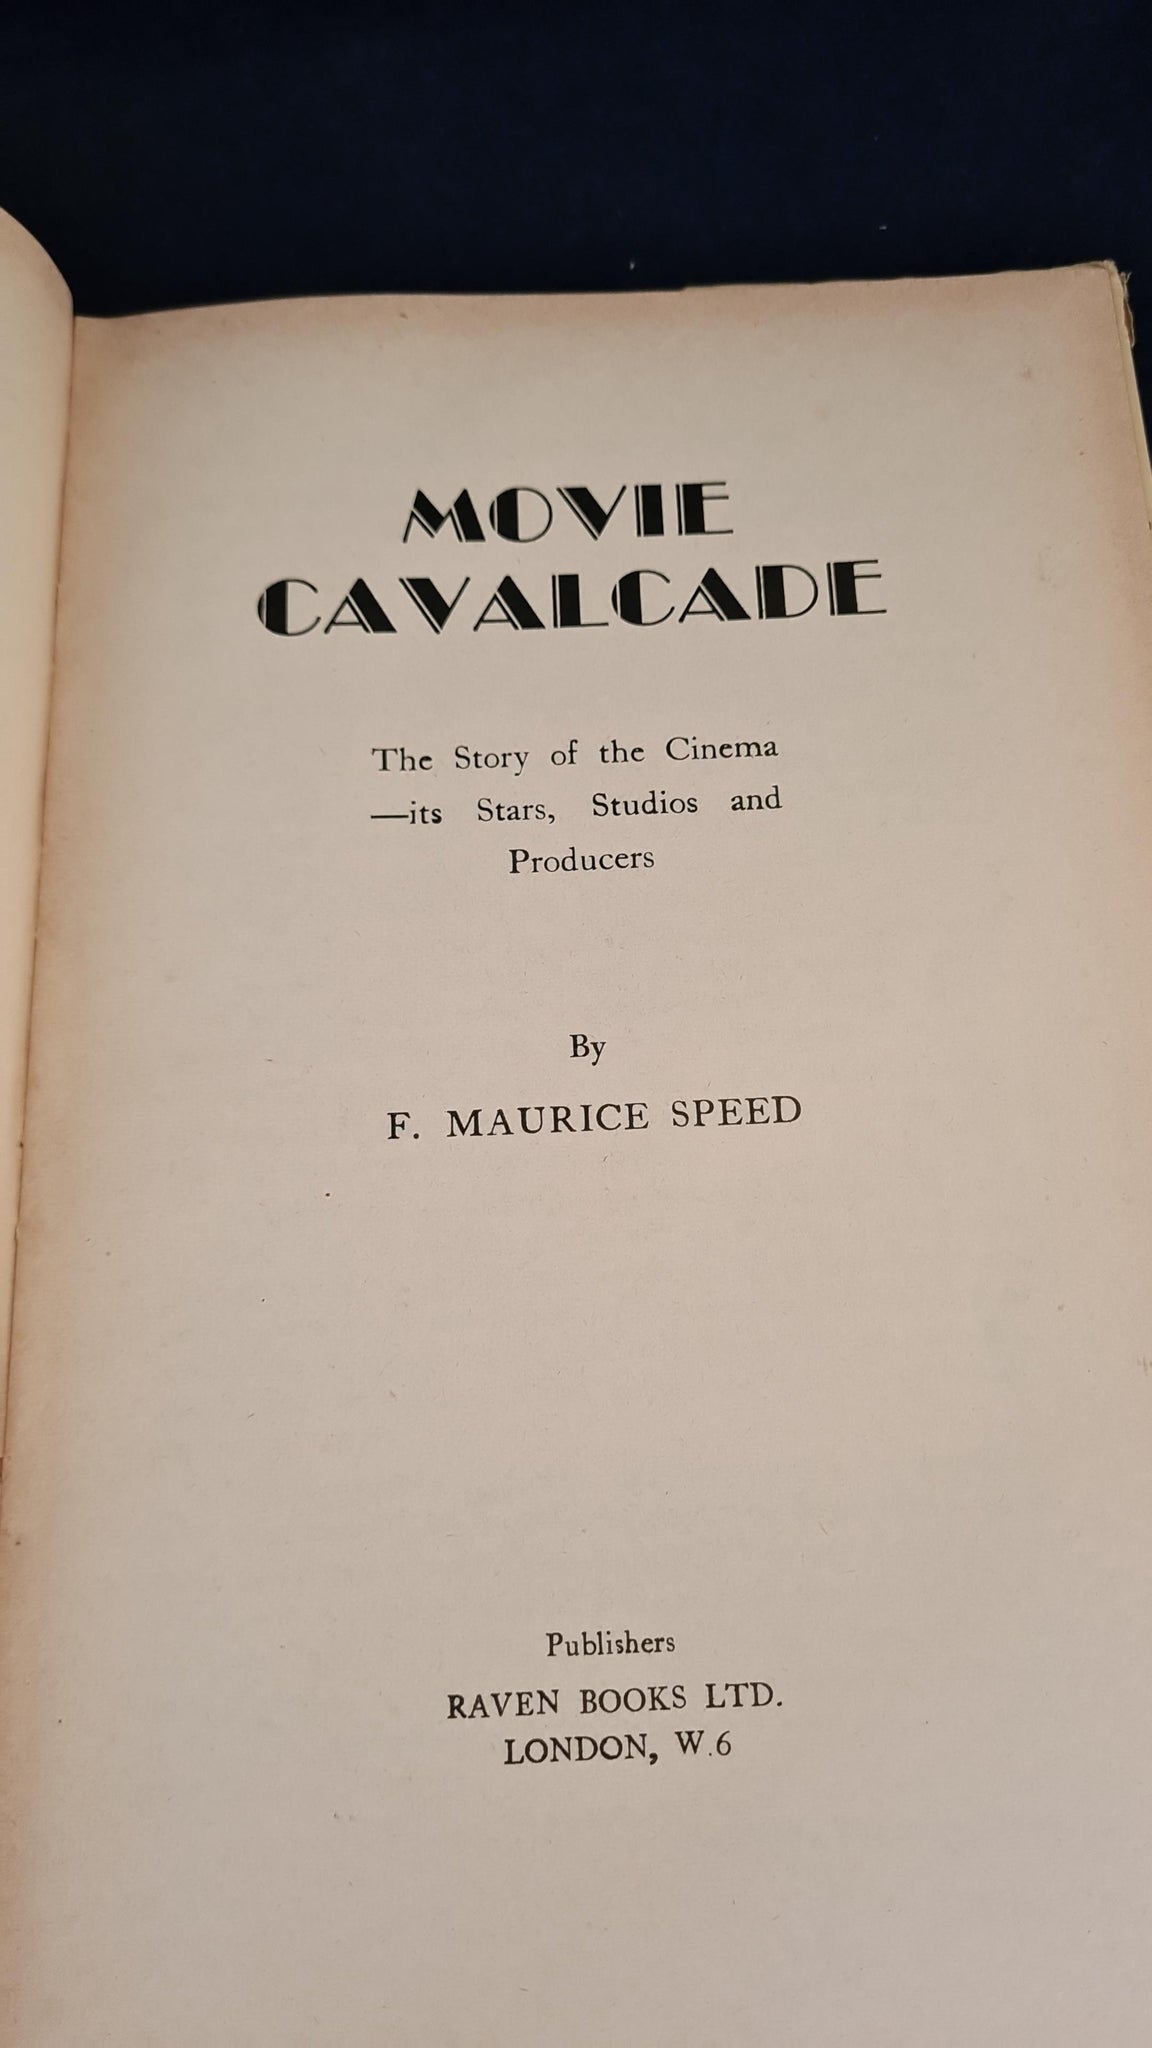 MOVIE
CAVALCADE
The Story of the Cinema
—its Stars, Studios and
Producers
By
F. MAURICE SPEED
Publishers
RAVEN BOOKS LTD.
LONDON, W.6